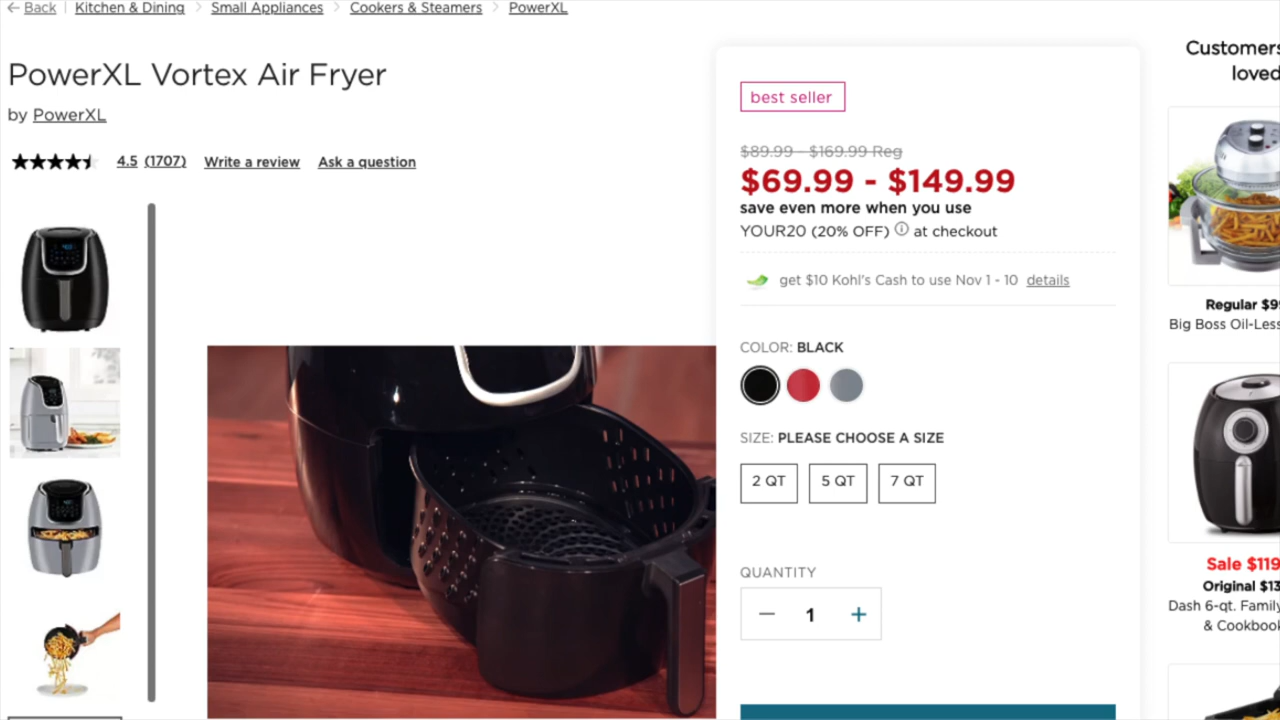 Back
Kitchen & Dining
Small Appliances
Cookers & Steamers
PowerXL
PowerXL Vortex Air Fryer
by PowerXL
4.5 (1707) Write a review Ask a question
best seller
$89.99 - $169.99 Reg
$69.99 - $149.99
save even more when you use
YOUR20 (20% OFF) at checkout
get $10 Kohl's Cash to use Nov 1 - 10 details
COLOR: BLACK
SIZE: PLEASE CHOOSE A SIZE
2 QT 5 QT 7 QT
QUANTITY
1
Customers
loved
Regular $9
Big Boss Oil-Less
Sale $119
Original $13
Dash 6-qt. Family
& Cookbook